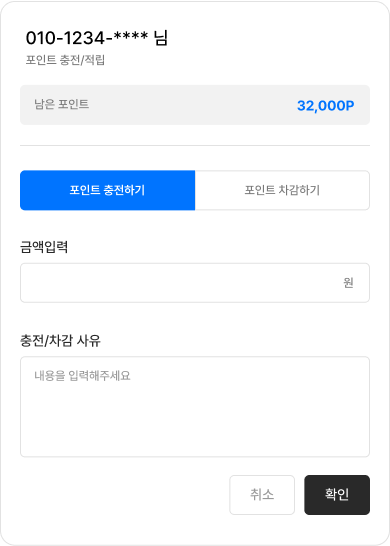 010-1234-**** 님
포인트 충전/적립
남은 포인트 32,000P
포인트 충전하기 포인트 차감하기
금액입력
원
충전/차감 사유
내용을 입력해주세요
취소 확인